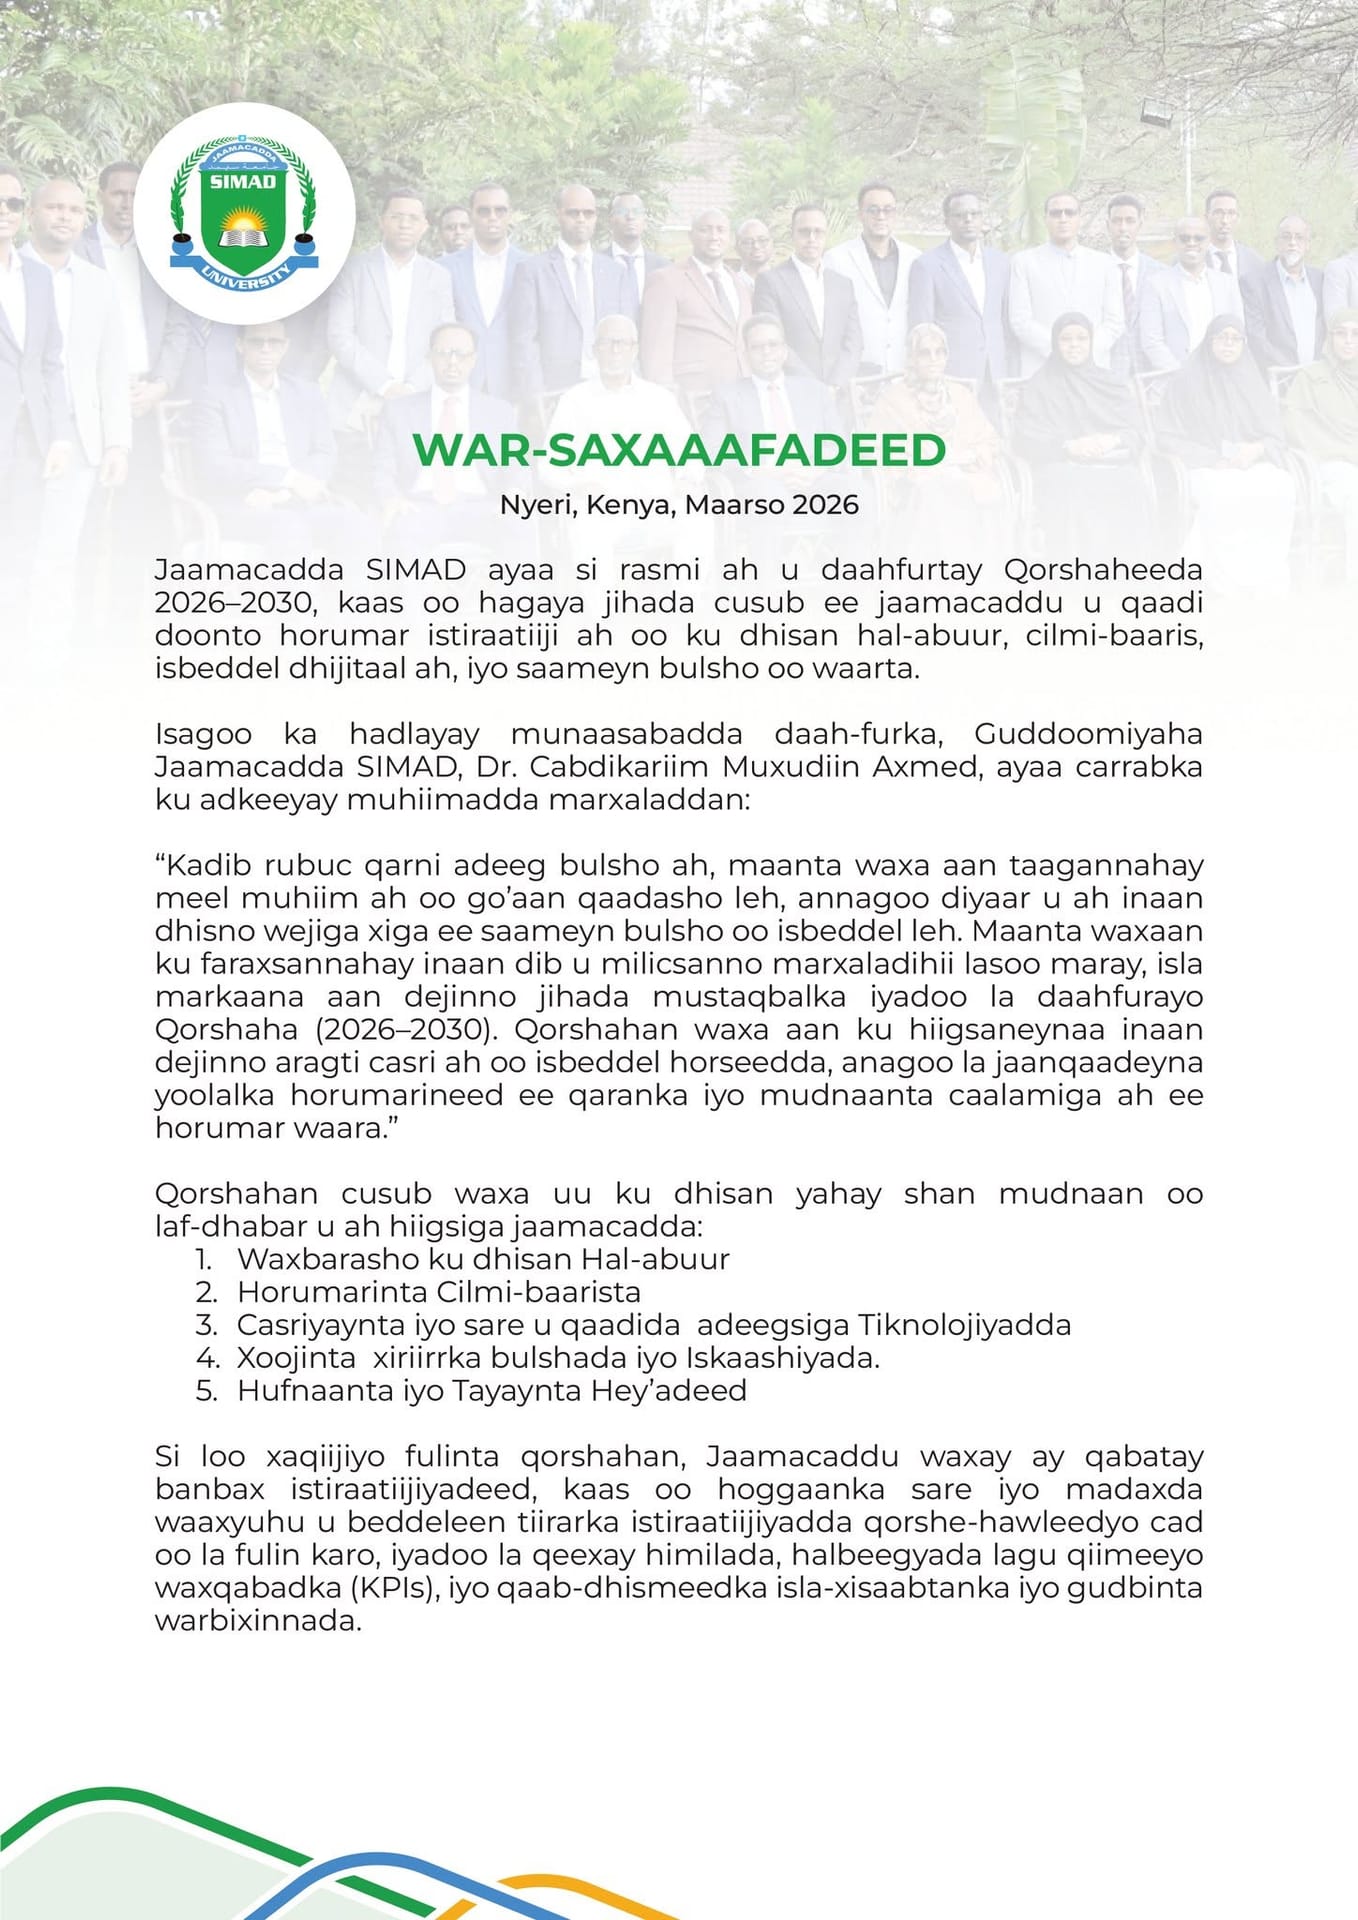 JAAMACADDA
SIMAD
UNIVERSITY
WAR-SAXAAAFADEED
Nyeri, Kenya, Maarso 2026
Jaamacadda SIMAD ayaa si rasmi ah u daahfurtay Qorshaheeda
2026–2030, kaas oo hagaya jihada cusub ee jaamacaddu u qaadi
doonto horumar istiraatiiji ah oo ku dhisan hal-abuur, cilmi-baaris,
isbeddel dhijitaal ah, iyo saameyn bulsho oo waarta.
Isagoo ka hadlayay munaasabadda daah-furka, Guddoomiyaha
Jaamacadda SIMAD, Dr. Cabdikariim Muxudiin Axmed, ayaa carrabka
ku adkeeyay muhiimadda marxaladdan:
“Kadib rubuc qarni adeeg bulsho ah, maanta waxa aan taagannahay
meel muhiim ah oo go’aan qaadasho leh, annagoo diyaar u ah inaan
dhisno wejiga xiga ee saameyn bulsho oo isbeddel leh. Maanta waxaan
ku faraxsannahay inaan dib u milicsanno marxaladihii lasoo maray, isla
markaana aan dejinno jihada mustaqbalka iyadoo la daahfurayo
Qorshaha (2026–2030). Qorshahan waxa aan ku hiigsaneynaa inaan
dejinno aragti casri ah oo isbeddel horseedda, anagoo la jaanqaadeyna
yoolalka horumarineed ee qaranka iyo mudnaanta caalamiga ah ee
horumar waara.”
Qorshahan cusub waxa uu ku dhisan yahay shan mudnaan oo
laf-dhabar u ah hiigsiga jaamacadda:
1. Waxbarasho ku dhisan Hal-abuur
2. Horumarinta Cilmi-baarista
3. Casriyaynta iyo sare u qaadida adeegsiga Tiknolojiyadda
4. Xoojinta xiriirrka bulshada iyo Iskaashiyada.
5. Hufnaanta iyo Tayaynta Hey’adeed
Si loo xaqiijiyo fulinta qorshahan, Jaamacaddu waxay ay qabatay
banbax istiraatiijiyadeed, kaas oo hoggaanka sare iyo madaxda
waaxyuhu u beddeleen tiirarka istiraatiijiyadda qorshe-hawleedyo cad
oo la fulin karo, iyadoo la qeexay himilada, halbeegyada lagu qiimeeyo
waxqabadka (KPIs), iyo qaab-dhismeedka isla-xisaabtanka iyo gudbinta
warbixinnada.